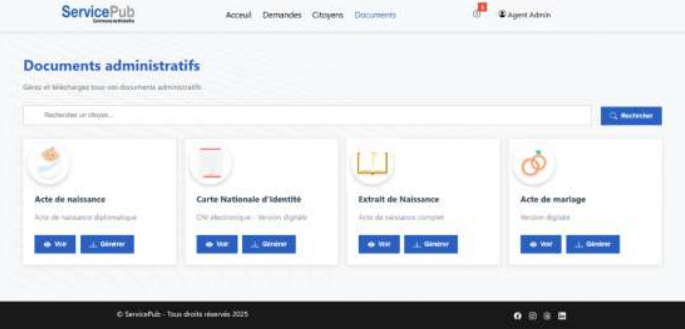 ServicePub
Acceuil Demandes Citoyens Documents Agent Admin
Documents administratifs
Gérez et téléchargez tous vos documents administratifs
Rechercher un citoyen...
Rechercher
Acte de naissance
Acte de naissance diplomatique
Voir Générer
Carte Nationale d'Identité
CNI électronique - Version digitale
Voir Générer
Extrait de Naissance
Acte de naissance complet
Voir Générer
Acte de mariage
Version digitale
Voir Générer
© ServicePub - Tous droits réservés 2025